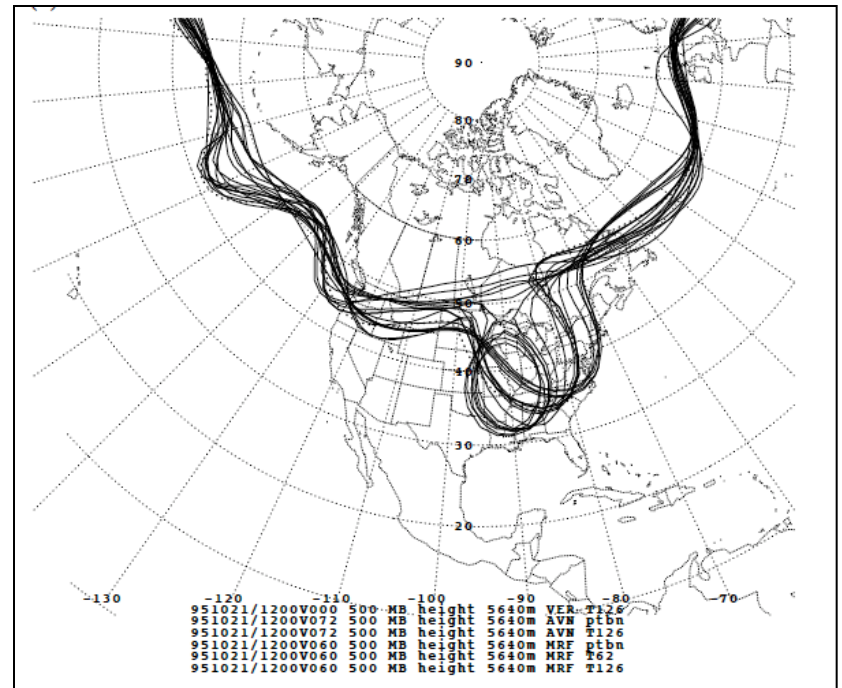 90
80
70
60
50
40
30
20
-130 -120 -110 -100 -90 -80 -70
951021/1200V000 500 MB height 5640m VER T126
951021/1200V072 500 MB height 5640m AVN ptbn
951021/1200V072 500 MB height 5640m AVN T126
951021/1200V060 500 MB height 5640m MRF ptbn
951021/1200V060 500 MB height 5640m MRF T62
951021/1200V060 500 MB height 5640m MRF T126